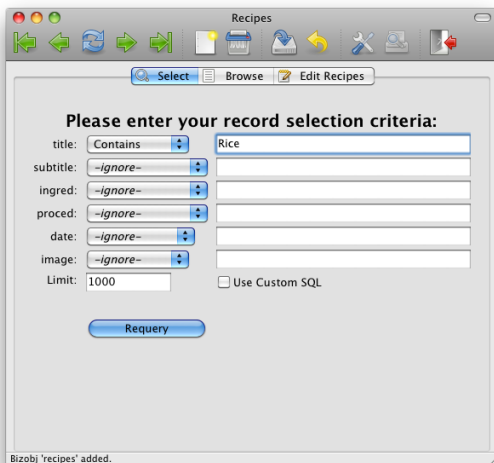 Recipes
Select Browse Edit Recipes
Please enter your record selection criteria:
title: Contains Rice
subtitle: -ignore-
ingred: -ignore-
proced: -ignore-
date: -ignore-
image: -ignore-
Limit: 1000 Use Custom SQL
Requery
Bizobj 'recipes' added.